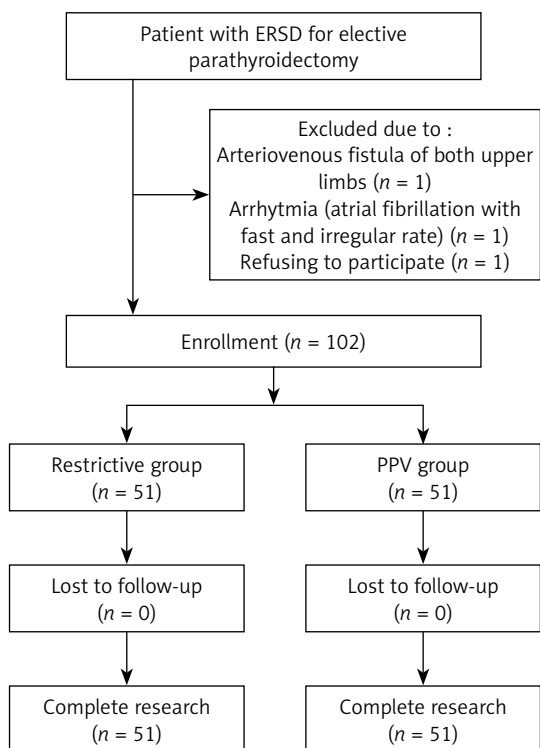 Patient with ERSD for elective
parathyroidectomy
Excluded due to :
Arteriovenous fistula of both upper
limbs (n = 1)
Arrhytmia (atrial fibrillation with
fast and irregular rate) (n = 1)
Refusing to participate (n = 1)
Enrollment (n = 102)
Restrictive group
(n = 51)
PPV group
(n = 51)
Lost to follow-up
(n = 0)
Lost to follow-up
(n = 0)
Complete research
(n = 51)
Complete research
(n = 51)